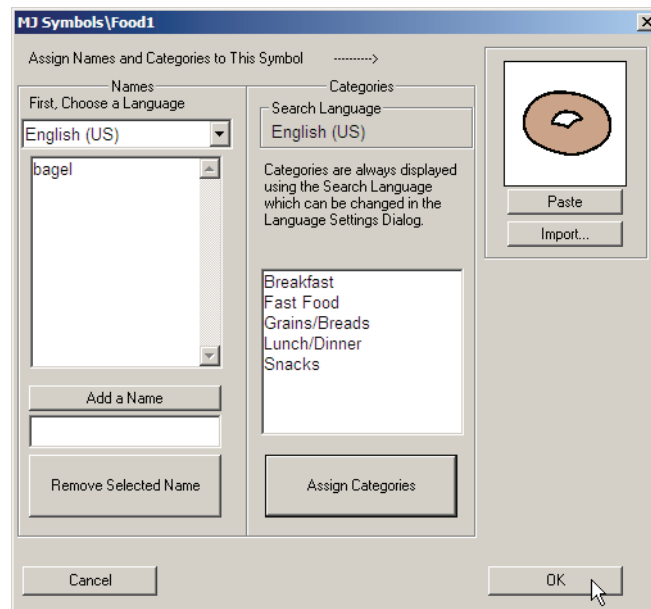 MJ Symbols\Food1
Assign Names and Categories to This Symbol ---------->
Names
First, Choose a Language
English (US)
bagel
Add a Name
Remove Selected Name
Categories
Search Language
English (US)
Categories are always displayed
using the Search Language
which can be changed in the
Language Settings Dialog.
Breakfast
Fast Food
Grains/Breads
Lunch/Dinner
Snacks
Assign Categories
Paste
Import...
Cancel
OK